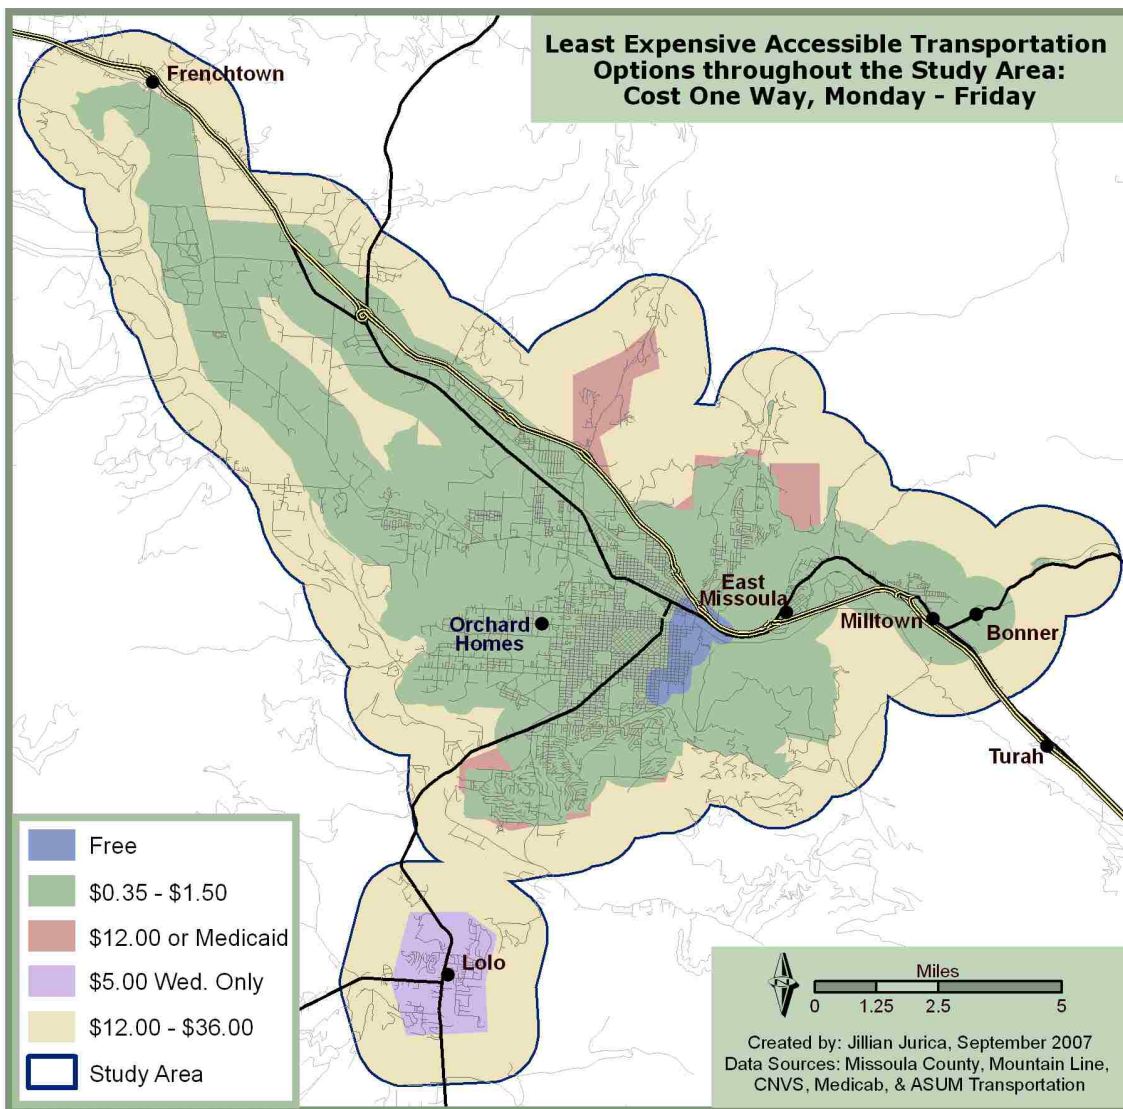 Least Expensive Accessible Transportation
Options throughout the Study Area:
Cost One Way, Monday - Friday
Frenchtown
East
Missoula
Orchard
Homes
Milltown
Bonner
Turah
Lolo
Free
$0.35 - $1.50
$12.00 or Medicaid
$5.00 Wed. Only
$12.00 - $36.00
Study Area
N
Miles
0 1.25 2.5 5
Created by: Jillian Jurica, September 2007
Data Sources: Missoula County, Mountain Line,
CNVS, Medicab, & ASUM Transportation